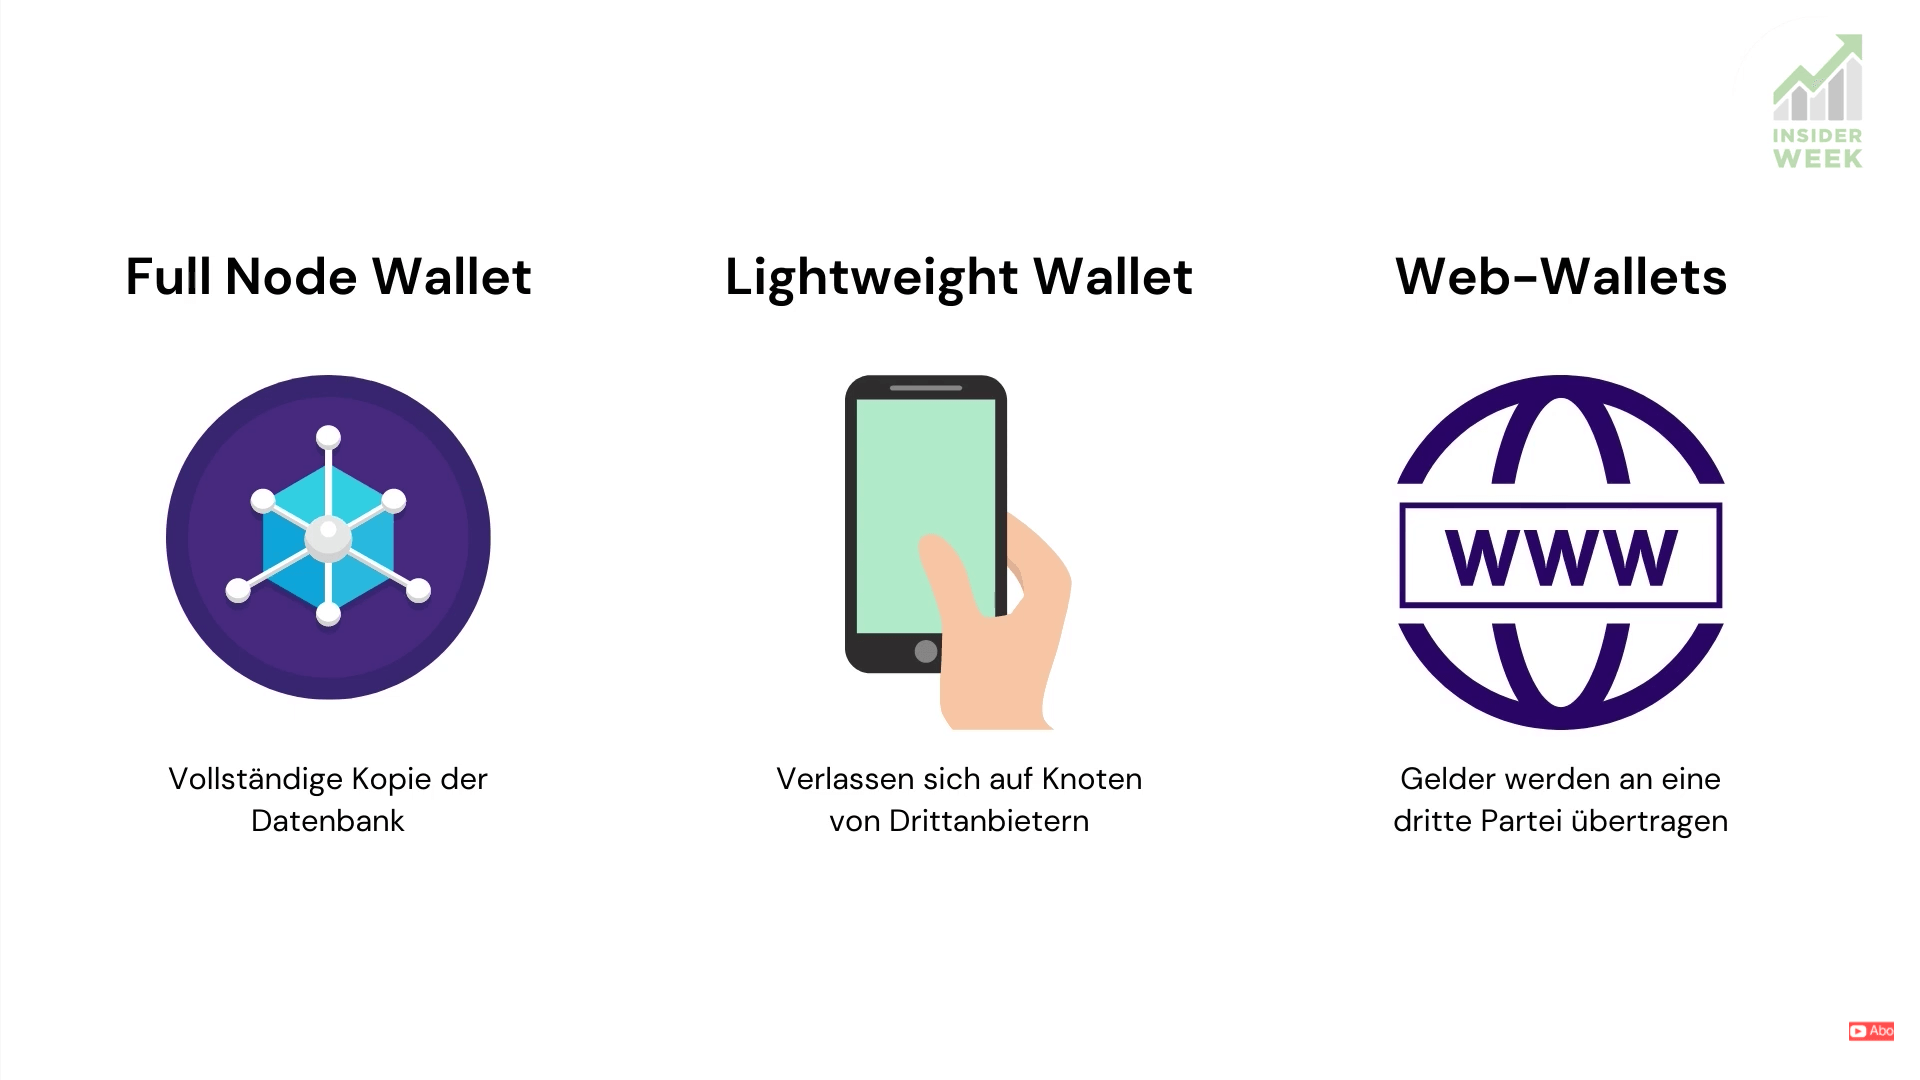 INSIDER
WEEK
Full Node Wallet
Lightweight Wallet
Web-Wallets
WWW
Vollständige Kopie der
Datenbank
Verlassen sich auf Knoten
von Drittanbietern
Gelder werden an eine
dritte Partei übertragen
Abo